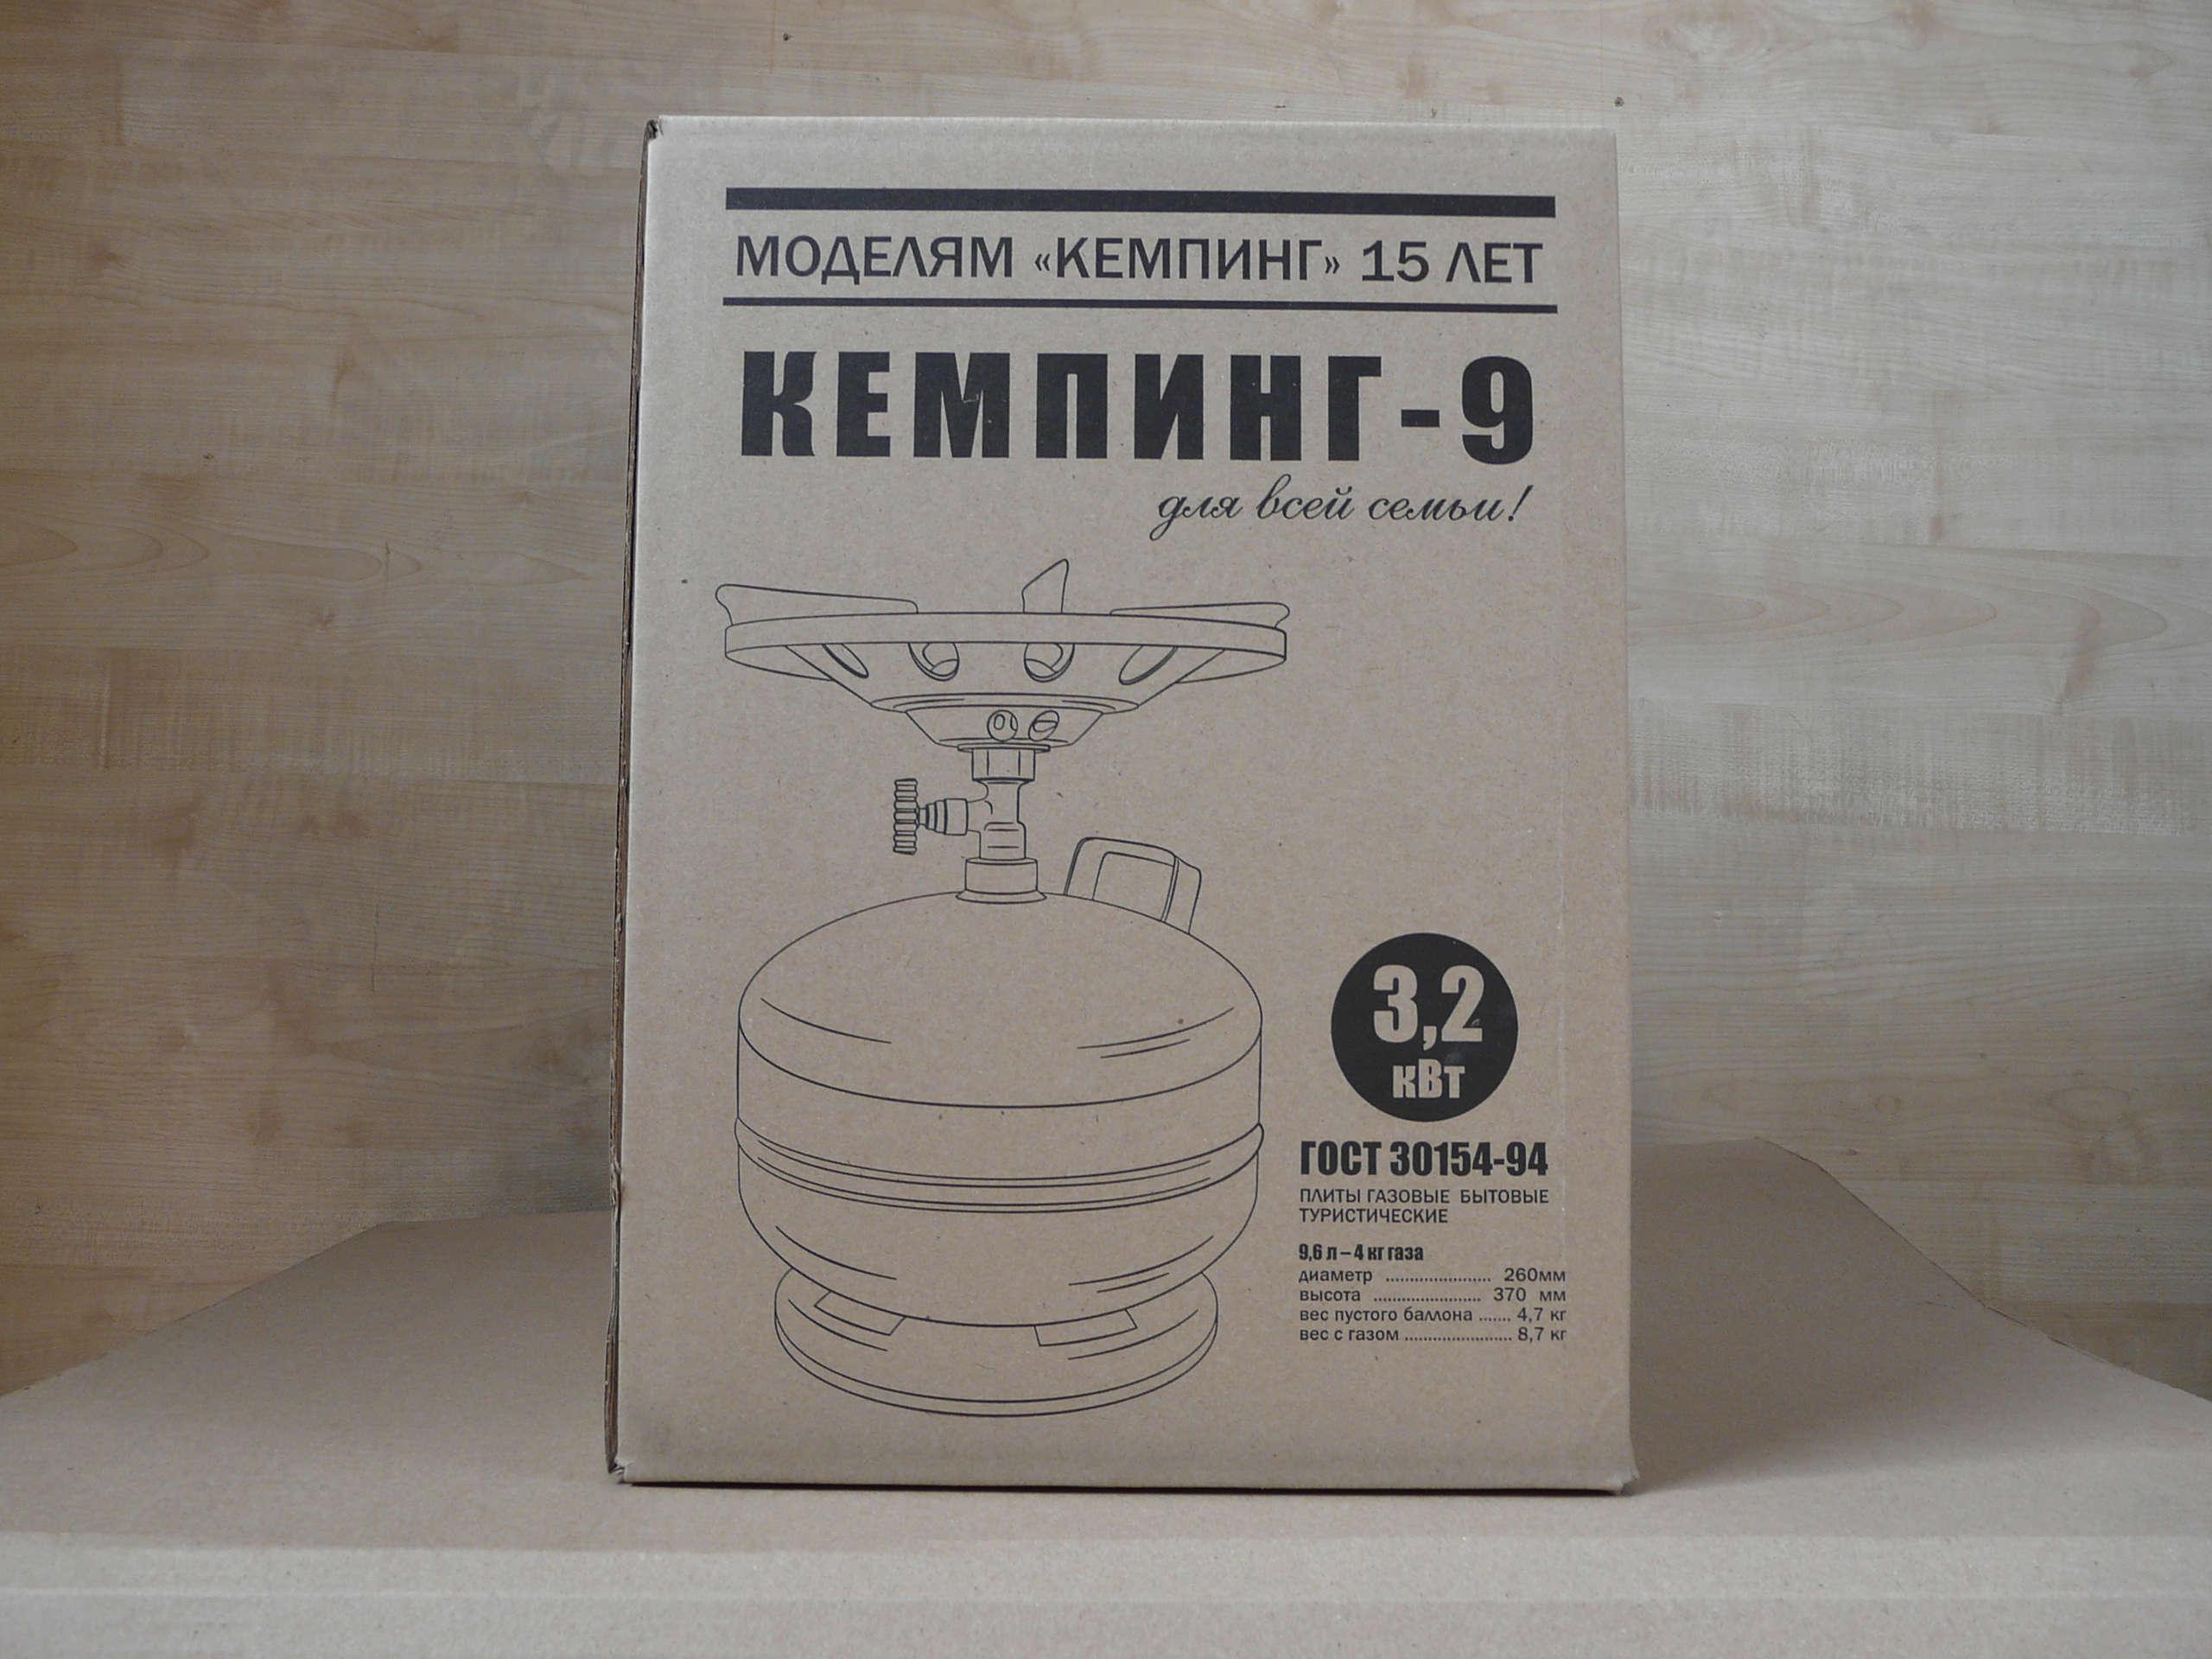 МОДЕЛЯМ «КЕМПИНГ» 15 ЛЕТ
КЕМПИНГ-9
для всей семьи!
3,2
кВт
ГОСТ 30154-94
ПЛИТЫ ГАЗОВЫЕ БЫТОВЫЕ
ТУРИСТИЧЕСКИЕ
9,6 л – 4 кг газа
диаметр ....................... 260мм
высота ....................... 370 мм
вес пустого баллона ....... 4,7 кг
вес с газом ....................... 8,7 кг